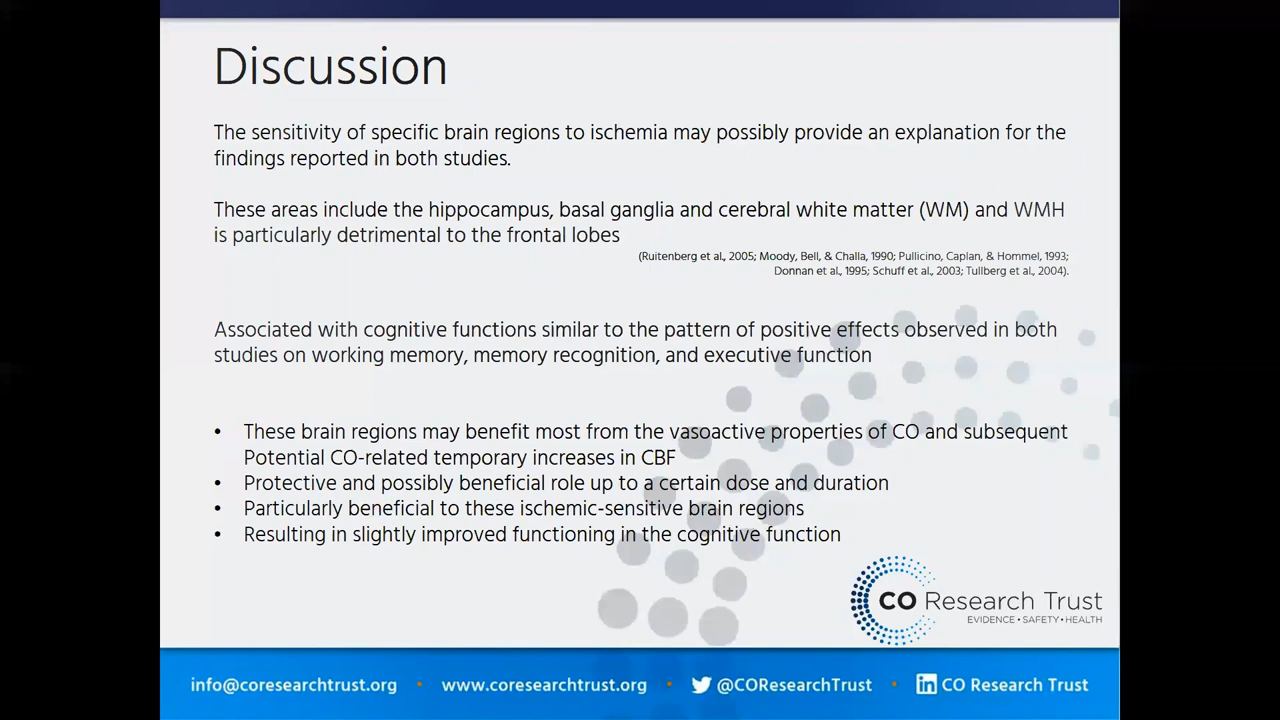 Discussion
The sensitivity of specific brain regions to ischemia may possibly provide an explanation for the
findings reported in both studies.
These areas include the hippocampus, basal ganglia and cerebral white matter (WM) and WMH
is particularly detrimental to the frontal lobes
(Ruitenberg et al., 2005; Moody, Bell, & Challa, 1990; Pullicino, Caplan, & Hommel, 1993;
Donnan et al., 1995; Schuff et al., 2003; Tullberg et al., 2004).
Associated with cognitive functions similar to the pattern of positive effects observed in both
studies on working memory, memory recognition, and executive function
• These brain regions may benefit most from the vasoactive properties of CO and subsequent
Potential CO-related temporary increases in CBF
• Protective and possibly beneficial role up to a certain dose and duration
• Particularly beneficial to these ischemic-sensitive brain regions
• Resulting in slightly improved functioning in the cognitive function
CO Research Trust
EVIDENCE • SAFETY • HEALTH
info@coresearchtrust.org • www.coresearchtrust.org • @COResearchTrust • in CO Research Trust